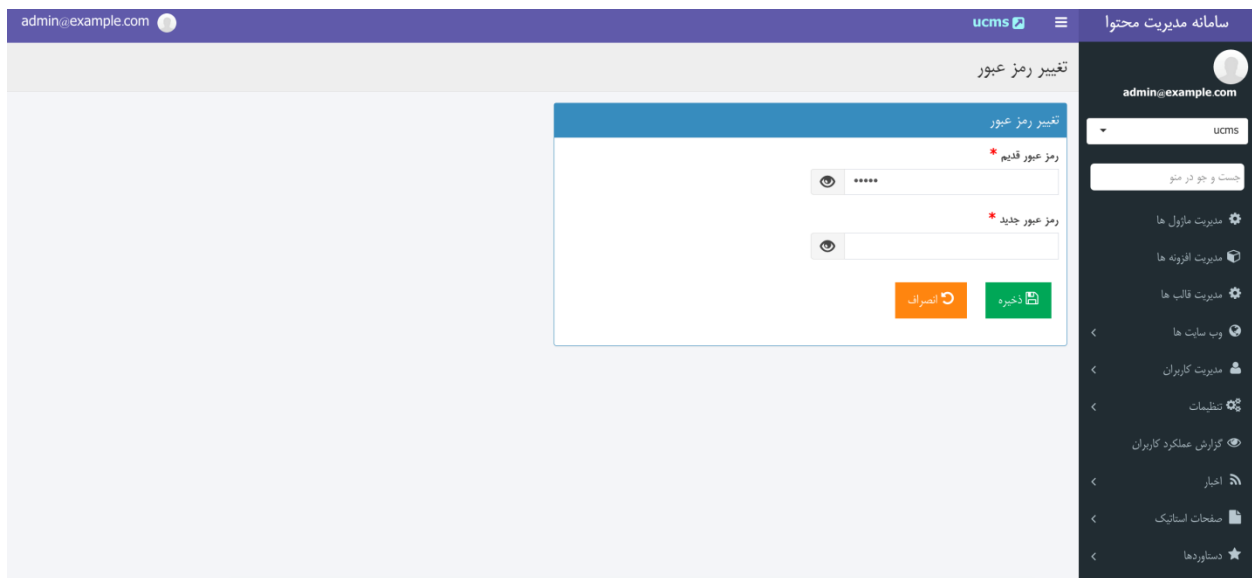 سامانه مدیریت محتوا
ucms
admin@example.com
admin@example.com
ucms
جست و جو در منو
مدیریت ماژول ها
مدیریت افزونه ها
مدیریت قالب ها
وب سایت ها
مدیریت کاربران
تنظیمات
گزارش عملکرد کاربران
اخبار
صفحات استاتیک
دستاوردها
تغییر رمز عبور
تغییر رمز عبور
رمز عبور قدیم *
•••••
رمز عبور جدید *
ذخیره
انصراف